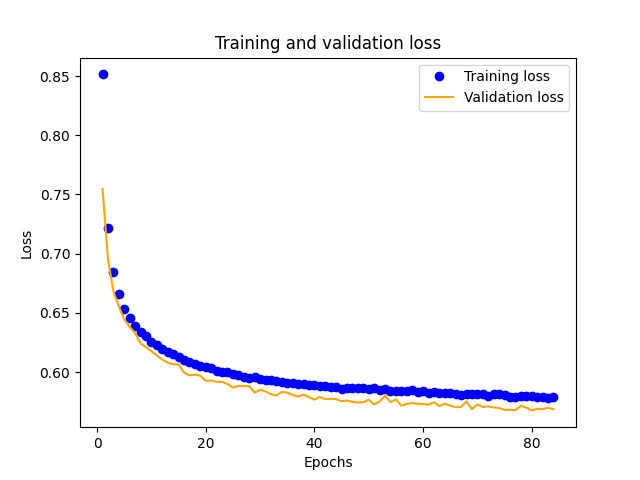 Training and validation loss
Training loss
Validation loss
Loss
0.85
0.80
0.75
0.70
0.65
0.60
0
20
40
60
80
Epochs